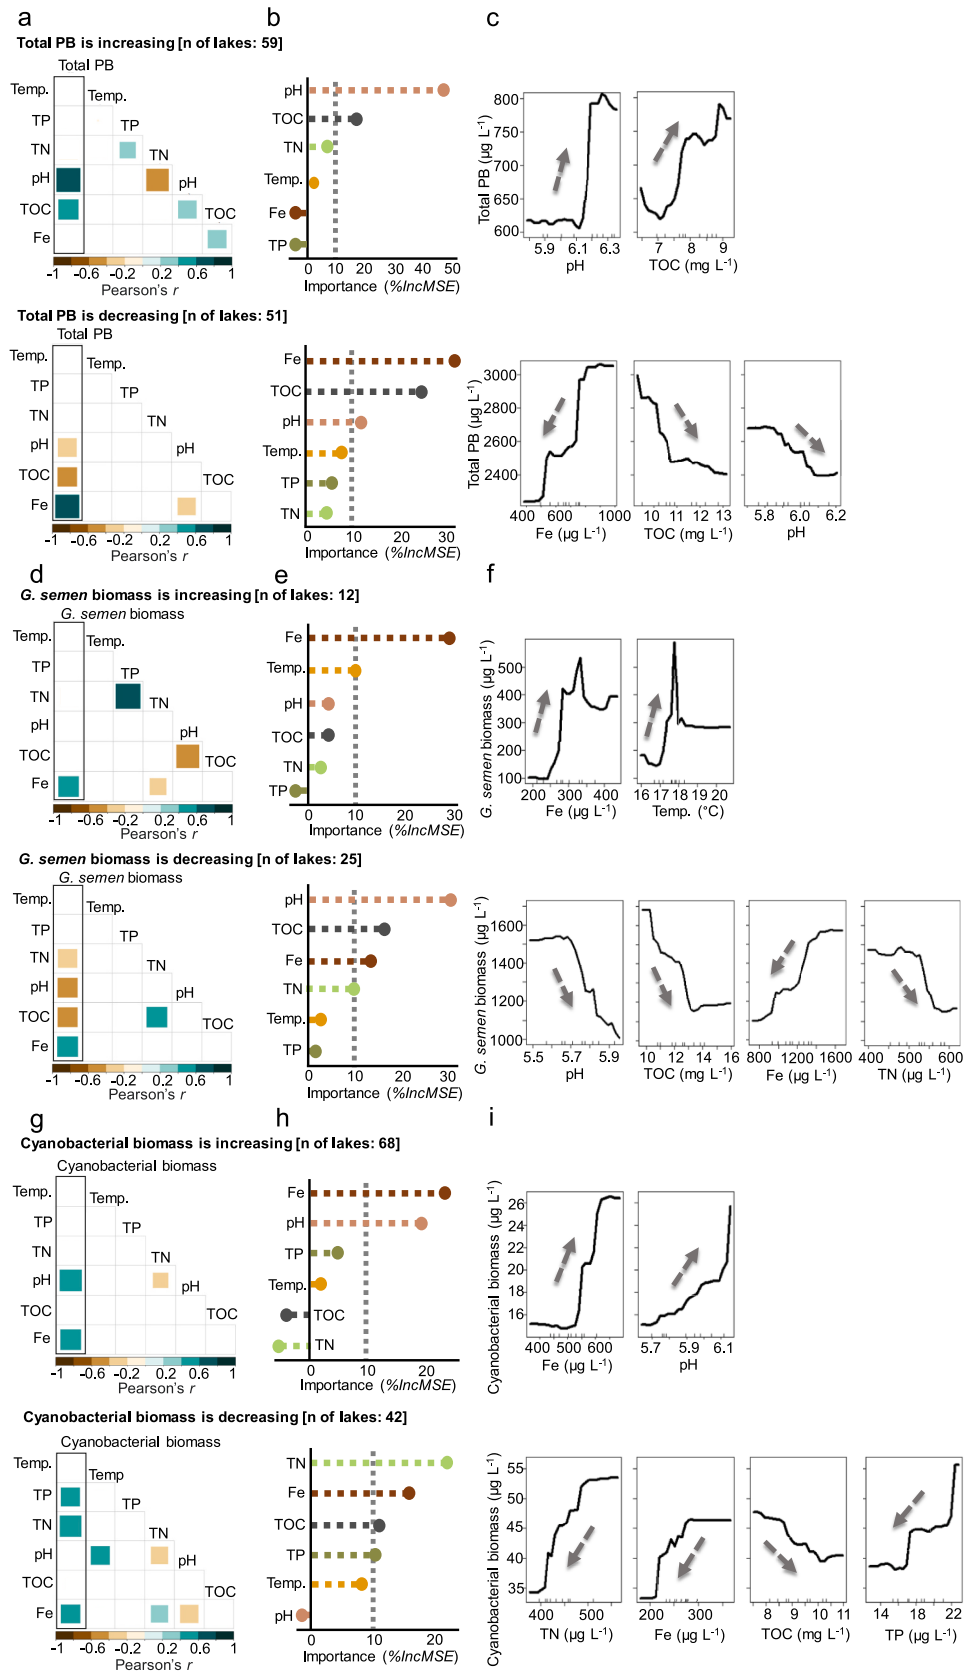 a
b
c
Total PB is increasing [n of lakes: 59]
Total PB
Temp.
Temp.
TP
TP
TN
TN
pH
pH
TOC
TOC
Fe
-1 -0.6 -0.2 0.2 0.6 1
Pearson's r
pH
TOC
TN
Temp.
Fe
TP
0 10 20 30 40 50
Importance (%IncMSE)
Total PB (µg L-1)
800
750
700
650
600
5.9 6.1 6.3
pH
7 8 9
TOC (mg L-1)
Total PB is decreasing [n of lakes: 51]
Total PB
Temp.
Temp.
TP
TP
TN
TN
pH
pH
TOC
TOC
Fe
-1 -0.6 -0.2 0.2 0.6 1
Pearson's r
Fe
TOC
pH
Temp.
TP
TN
0 10 20 30
Importance (%IncMSE)
Total PB (µg L-1)
3000
2800
2600
2400
400 600 1000
Fe (µg L-1)
10 11 12 13
TOC (mg L-1)
5.8 6.0 6.2
pH
d
e
f
G. semen biomass is increasing [n of lakes: 12]
G. semen biomass
Temp.
Temp.
TP
TP
TN
TN
pH
pH
TOC
TOC
Fe
-1 -0.6 -0.2 0.2 0.6 1
Pearson's r
Fe
Temp.
pH
TOC
TN
TP
0 10 20 30
Importance (%IncMSE)
G. semen biomass (µg L-1)
500
400
300
200
100
200 300 400
Fe (µg L-1)
16 17 18 19 20
Temp. (°C)
G. semen biomass is decreasing [n of lakes: 25]
G. semen biomass
Temp.
Temp.
TP
TP
TN
TN
pH
pH
TOC
TOC
Fe
-1 -0.6 -0.2 0.2 0.6 1
Pearson's r
pH
TOC
Fe
TN
Temp.
TP
0 10 20 30
Importance (%IncMSE)
G. semen biomass (µg L-1)
1600
1400
1200
1000
5.5 5.7 5.9
pH
10 12 14 16
TOC (mg L-1)
800 1200 1600
Fe (µg L-1)
400 500 600
TN (µg L-1)
g
h
i
Cyanobacterial biomass is increasing [n of lakes: 68]
Cyanobacterial biomass
Temp.
Temp.
TP
TP
TN
TN
pH
pH
TOC
TOC
Fe
-1 -0.6 -0.2 0.2 0.6 1
Pearson's r
Fe
pH
TP
Temp.
TOC
TN
0 10 20
Importance (%IncMSE)
Cyanobacterial biomass (µg L-1)
26
24
22
20
18
16
400 500 600
Fe (µg L-1)
5.7 5.9 6.1
pH
Cyanobacterial biomass is decreasing [n of lakes: 42]
Cyanobacterial biomass
Temp.
Temp
TP
TP
TN
TN
pH
pH
TOC
TOC
Fe
-1 -0.6 -0.2 0.2 0.6 1
Pearson's r
TN
Fe
TOC
TP
Temp.
pH
0 10 20
Importance (%IncMSE)
Cyanobacterial biomass (µg L-1)
55
50
45
40
35
400 500
TN (µg L-1)
200 300
Fe (µg L-1)
8 9 10 11
TOC (mg L-1)
14 16 18 22
TP (µg L-1)